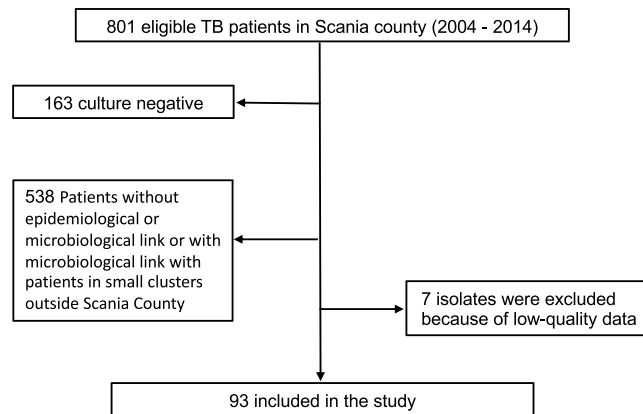 801 eligible TB patients in Scania county (2004 - 2014)
163 culture negative
538 Patients without
epidemiological or
microbiological link or with
microbiological link with
patients in small clusters
outside Scania County
7 isolates were excluded
because of low-quality data
93 included in the study